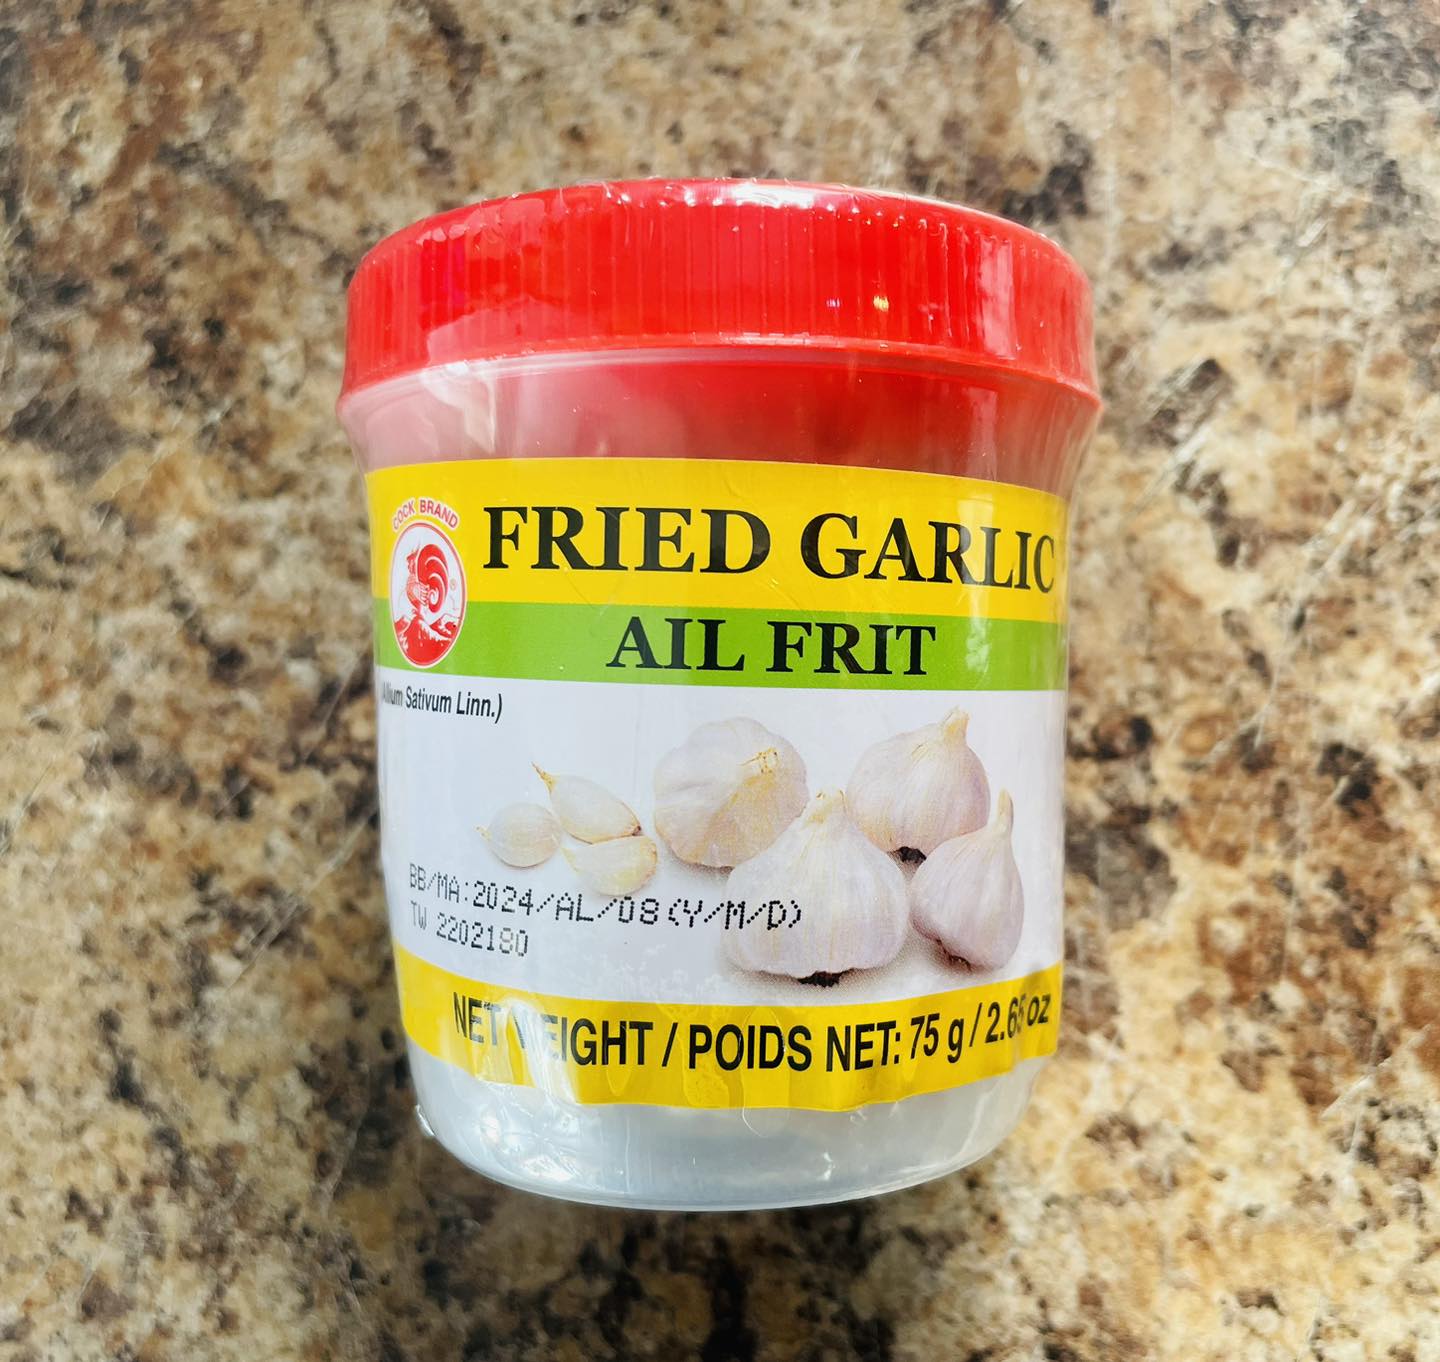 COCK BRAND
FRIED GARLIC
AIL FRIT
®
(Allium Sativum Linn.)
BB/MA:2024/AL/08(Y/M/D)
TW 2202180
NET WEIGHT / POIDS NET: 75 g / 2.65 oz